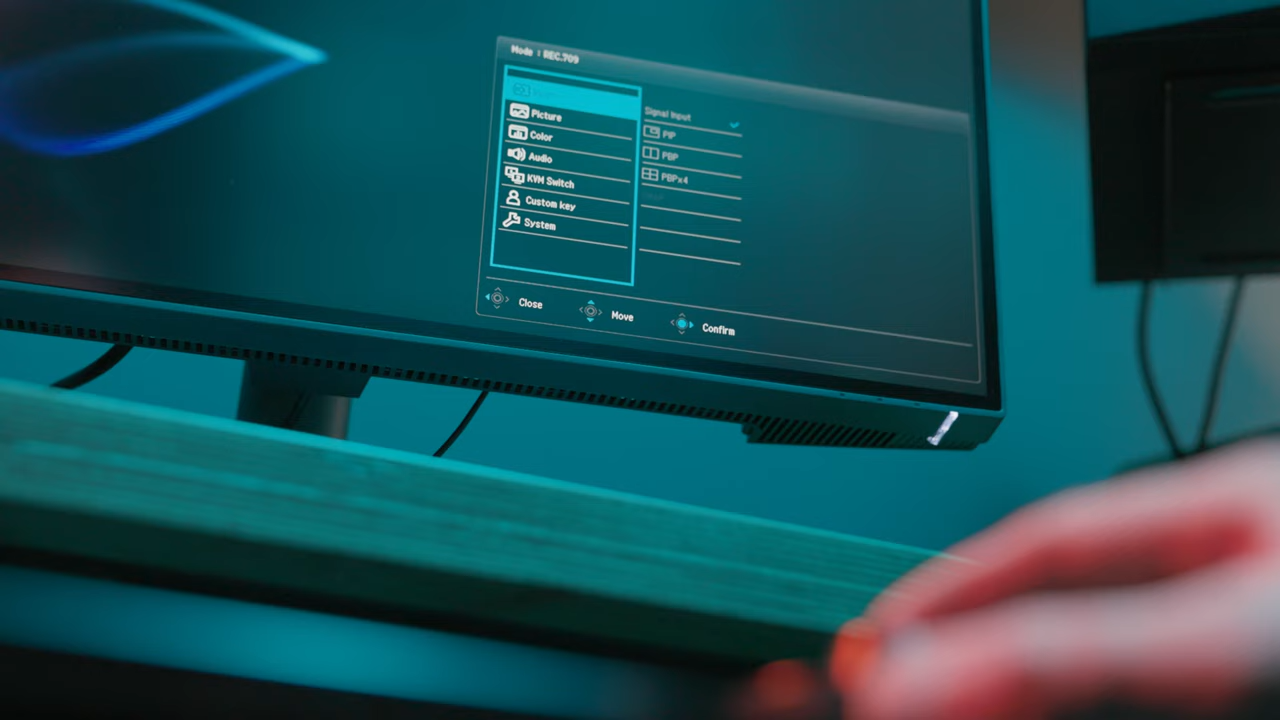 Mode : REC.709
Picture
Color
Audio
KVM Switch
Custom key
System
Signal Input
PIP
PBP
PBPx4
Close
Move
Confirm